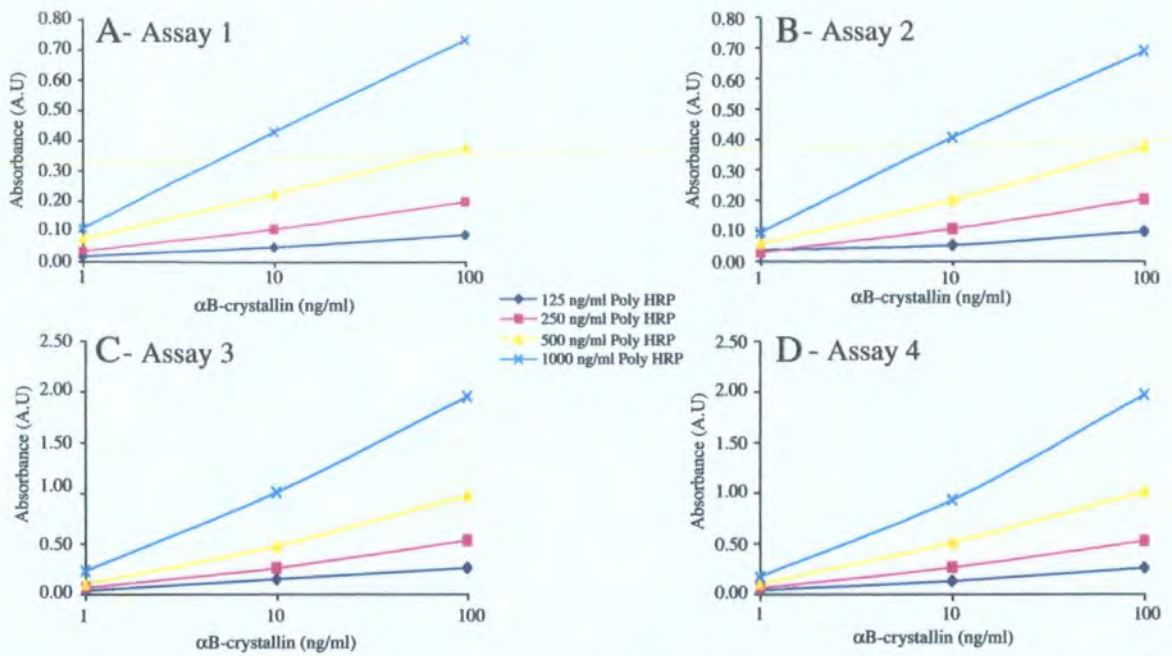 A- Assay 1
0.80
0.70
0.60
0.50
0.40
0.30
0.20
0.10
0.00
Absorbance (A.U)
1
10
100
αB-crystallin (ng/ml)
B - Assay 2
0.80
0.70
0.60
0.50
0.40
0.30
0.20
0.10
0.00
Absorbance (A.U)
1
10
100
αB-crystallin (ng/ml)
125 ng/ml Poly HRP
250 ng/ml Poly HRP
500 ng/ml Poly HRP
1000 ng/ml Poly HRP
C- Assay 3
2.50
2.00
1.50
1.00
0.50
0.00
Absorbance (A.U)
1
10
100
αB-crystallin (ng/ml)
D - Assay 4
2.50
2.00
1.50
1.00
0.50
0.00
Absorbance (A.U)
1
10
100
αB-crystallin (ng/ml)